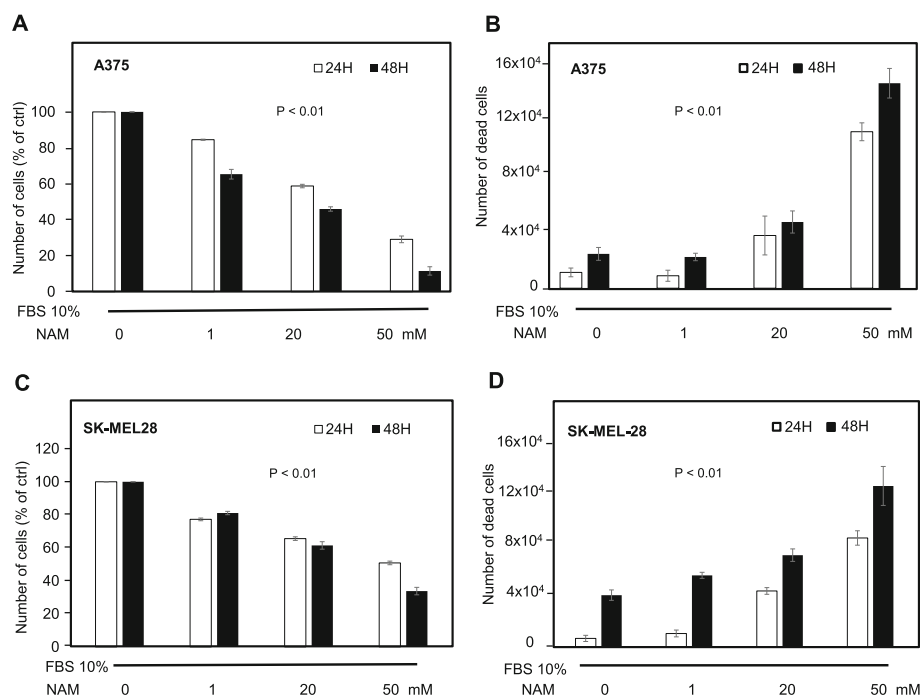 A
A375
24H 48H
P < 0.01
Number of cells (% of ctrl)
100
80
60
40
20
0
FBS 10%
NAM 0 1 20 50 mM
B
A375
24H 48H
P < 0.01
Number of dead cells
16x10⁴
12x10⁴
8x10⁴
4x10⁴
0
FBS 10%
NAM 0 1 20 50 mM
C
SK-MEL28
24H 48H
P < 0.01
Number of cells (% of ctrl)
120
100
80
60
40
20
0
FBS 10%
NAM 0 1 20 50 mM
D
SK-MEL-28
24H 48H
P < 0.01
Number of dead cells
16x10⁴
12x10⁴
8x10⁴
4x10⁴
0
FBS 10%
NAM 0 1 20 50 mM